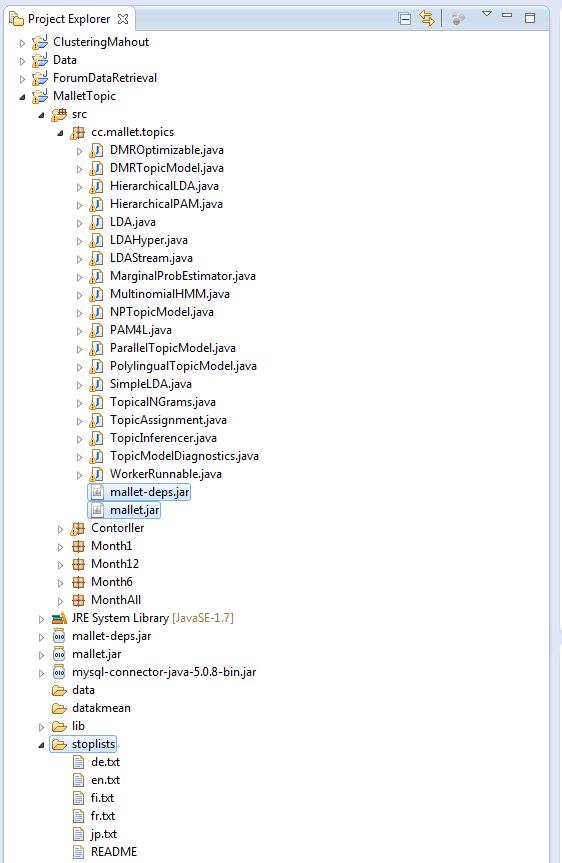 Project Explorer
ClusteringMahout
Data
ForumDataRetrieval
MalletTopic
src
cc.mallet.topics
DMROptimizable.java
DMRTopicModel.java
HierarchicalLDA.java
HierarchicalPAM.java
LDA.java
LDAHyper.java
LDAStream.java
MarginalProbEstimator.java
MultinomialHMM.java
NPTopicModel.java
PAM4L.java
ParallelTopicModel.java
PolylingualTopicModel.java
SimpleLDA.java
TopicalNGrams.java
TopicAssignment.java
TopicInferencer.java
TopicModelDiagnostics.java
WorkerRunnable.java
mallet-deps.jar
mallet.jar
Contorller
Month1
Month12
Month6
MonthAll
JRE System Library [JavaSE-1.7]
mallet-deps.jar
mallet.jar
mysql-connector-java-5.0.8-bin.jar
data
datakmean
lib
stoplists
de.txt
en.txt
fi.txt
fr.txt
jp.txt
README